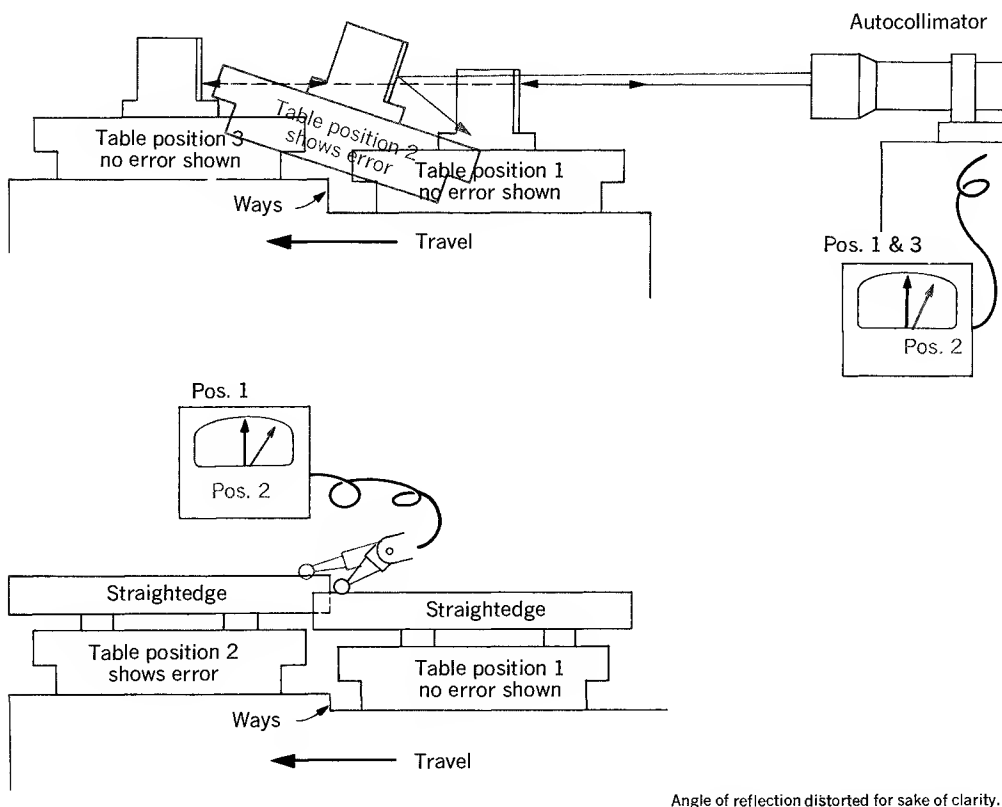 Autocollimator
Table position 3
no error shown
Table position 2
shows error
Table position 1
no error shown
Ways
Travel
Pos. 1 & 3
Pos. 2
Pos. 1
Pos. 2
Straightedge
Straightedge
Table position 2
shows error
Table position 1
no error shown
Ways
Travel
Angle of reflection distorted for sake of clarity.